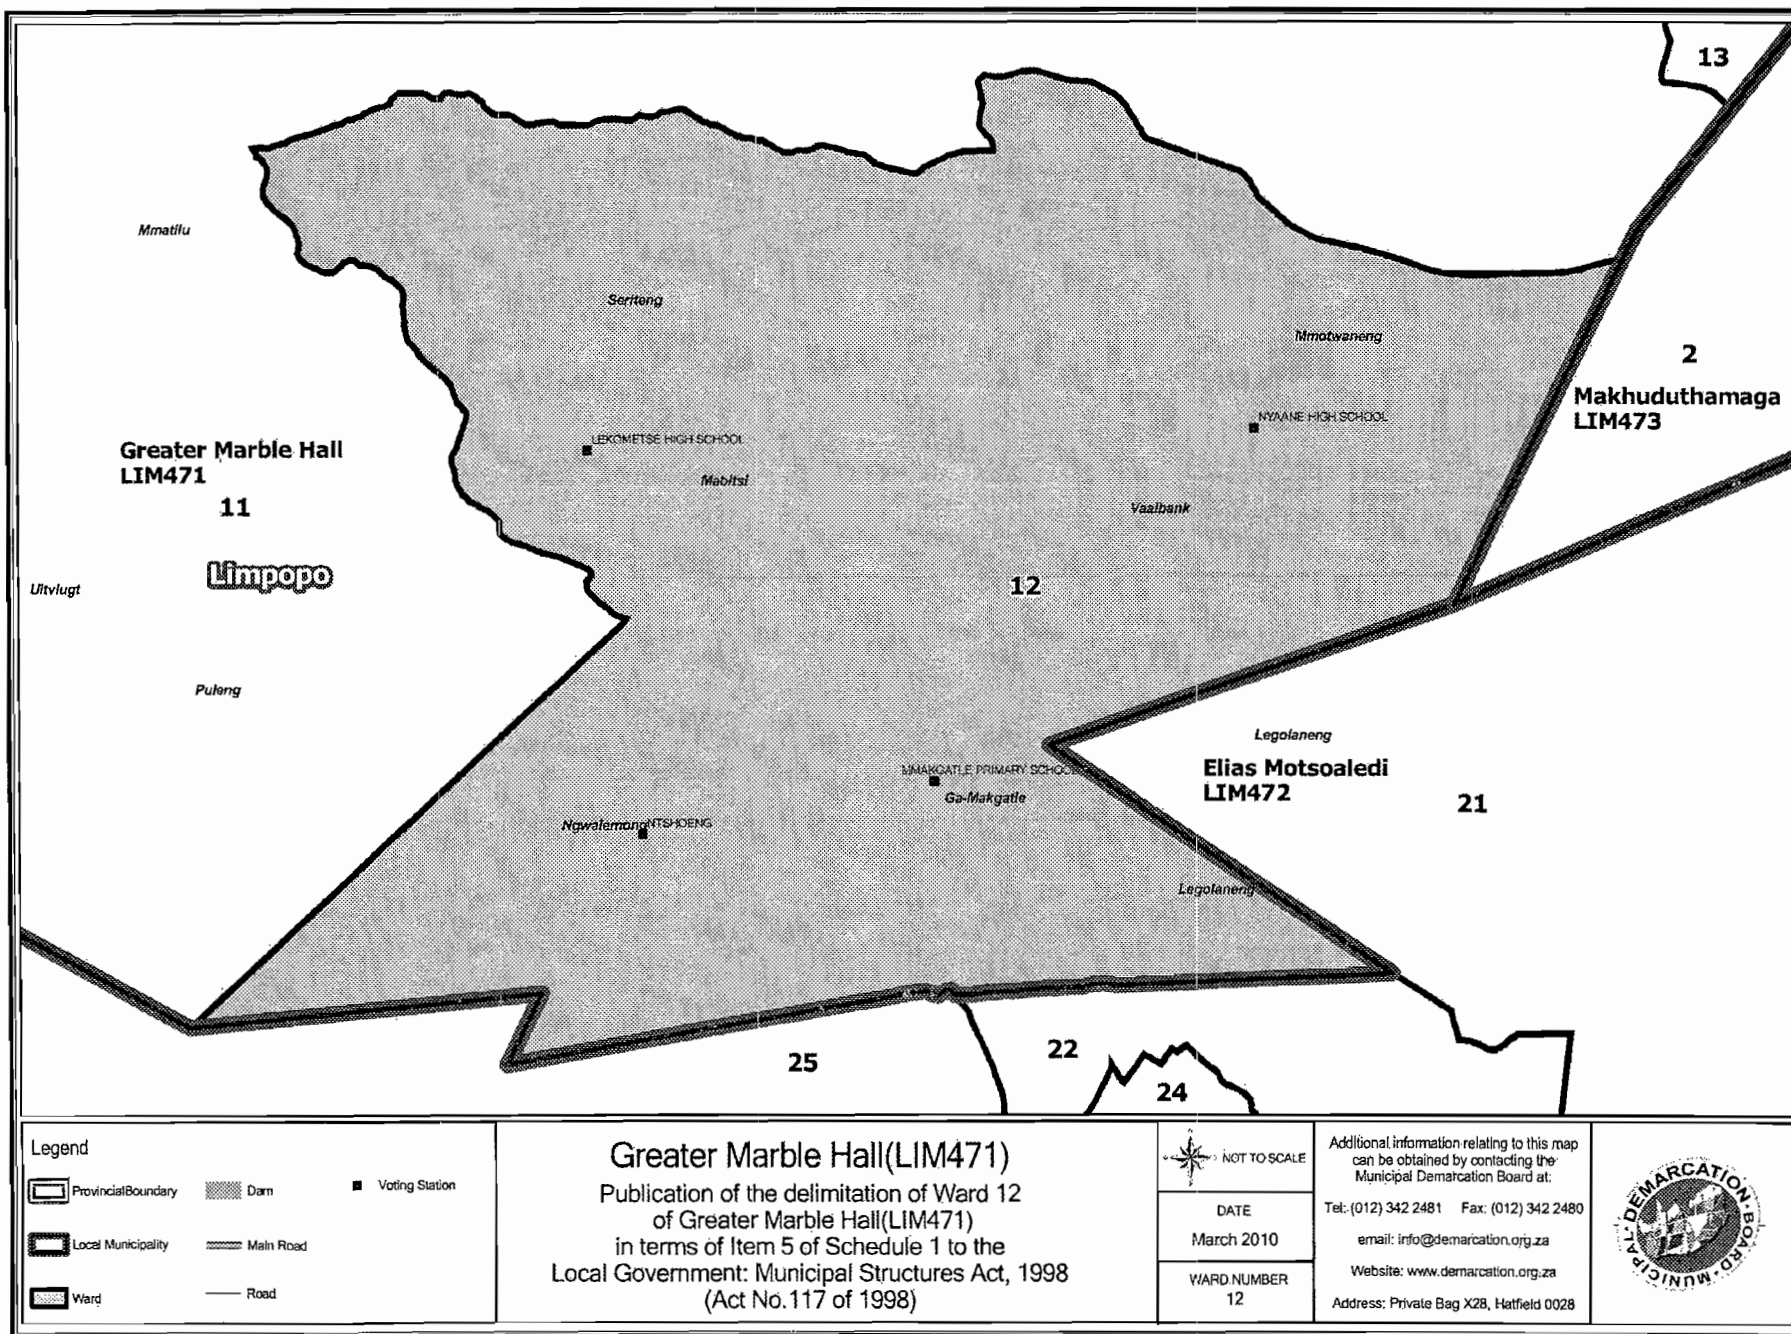 13
Mmatilu
Seriteng
Mmotwaneng
2
Makhuduthamaga
LIM473
NYAANE HIGH SCHOOL
LEKOMETSE HIGH SCHOOL
Greater Marble Hall
LIM471
11
Mabitsi
Vaalbank
Limpopo
Uitvlugt
12
Puleng
Legolaneng
Elias Motsoaledi
LIM472
21
MMAKGATLE PRIMARY SCHOOL
Ga-Makgatle
Ngwalemong
NTSHOENG
Legolaneng
25
22
24
Legend
ProvincialBoundary
Dam
Voting Station
Local Municipality
Main Road
Ward
Road
Greater Marble Hall(LIM471)
Publication of the delimitation of Ward 12
of Greater Marble Hall(LIM471)
in terms of Item 5 of Schedule 1 to the
Local Government: Municipal Structures Act, 1998
(Act No.117 of 1998)
NOT TO SCALE
DATE
March 2010
WARD NUMBER
12
Additional information relating to this map
can be obtained by contacting the
Municipal Demarcation Board at:
Tel: (012) 342 2481 Fax: (012) 342 2480
email: info@demarcation.org.za
Website: www.demarcation.org.za
Address: Private Bag X28, Hatfield 0028
MUNICIPAL DEMARCATION BOARD